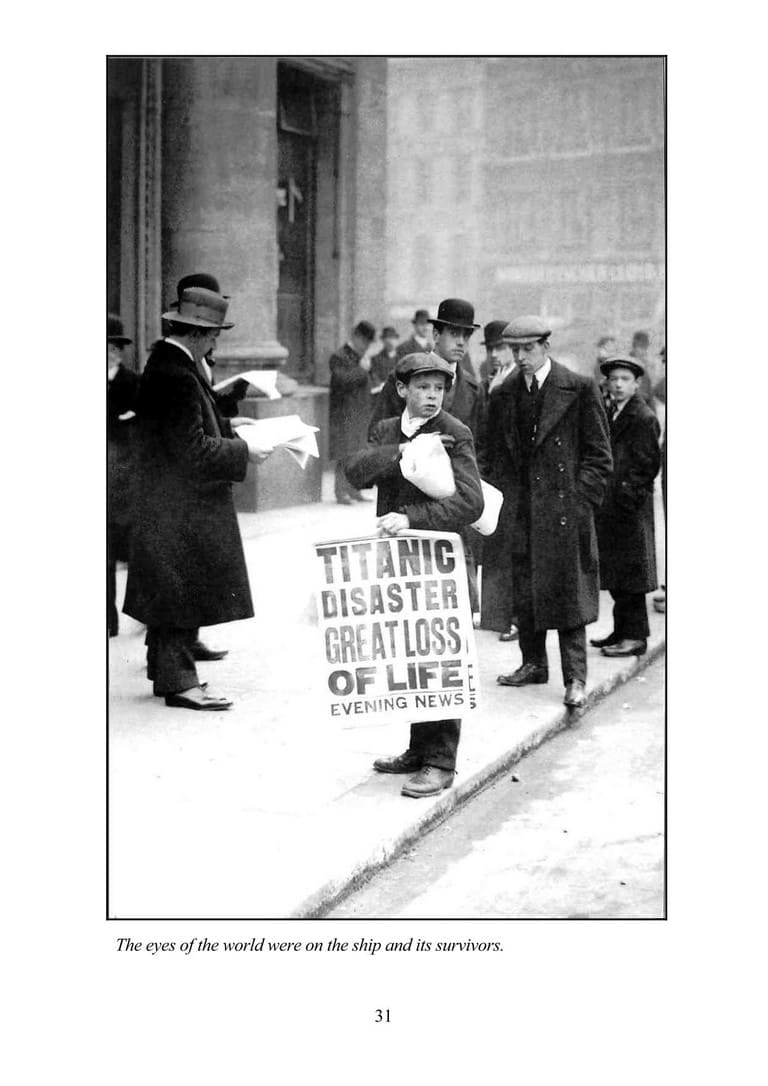 TITANIC
DISASTER
GREAT LOSS
OF LIFE
EVENING NEWS
The eyes of the world were on the ship and its survivors.
31